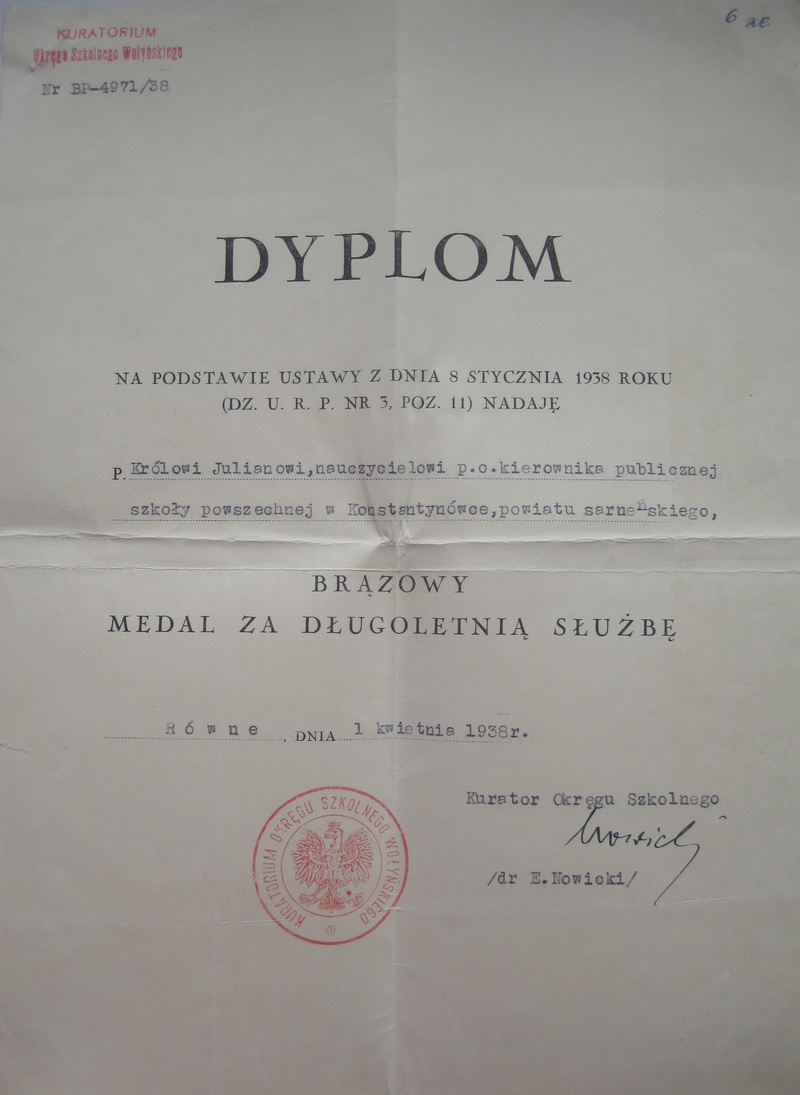 KURATORIUM
Okręgu Szkolnego Wołyńskiego
Nr BP-4971/38
6
DYPLOM
NA PODSTAWIE USTAWY Z DNIA 8 STYCZNIA 1938 ROKU
(DZ. U. R. P. NR 3, POZ. 11) NADAJĘ
P. Królowi Julianowi,nauczycielowi p.o.kierownika publicznej
szkoły powszechnej w Konstantynówce,powiatu sarneńskiego,
BRĄZOWY
MEDAL ZA DŁUGOLETNIĄ SŁUŻBĘ
Równe, DNIA 1 kwietnia 1938r.
Kurator Okręgu Szkolnego
Nowicki
/dr E.Nowicki/
KURATORIUM OKRĘGU SZKOLNEGO WOŁYŃSKIEGO